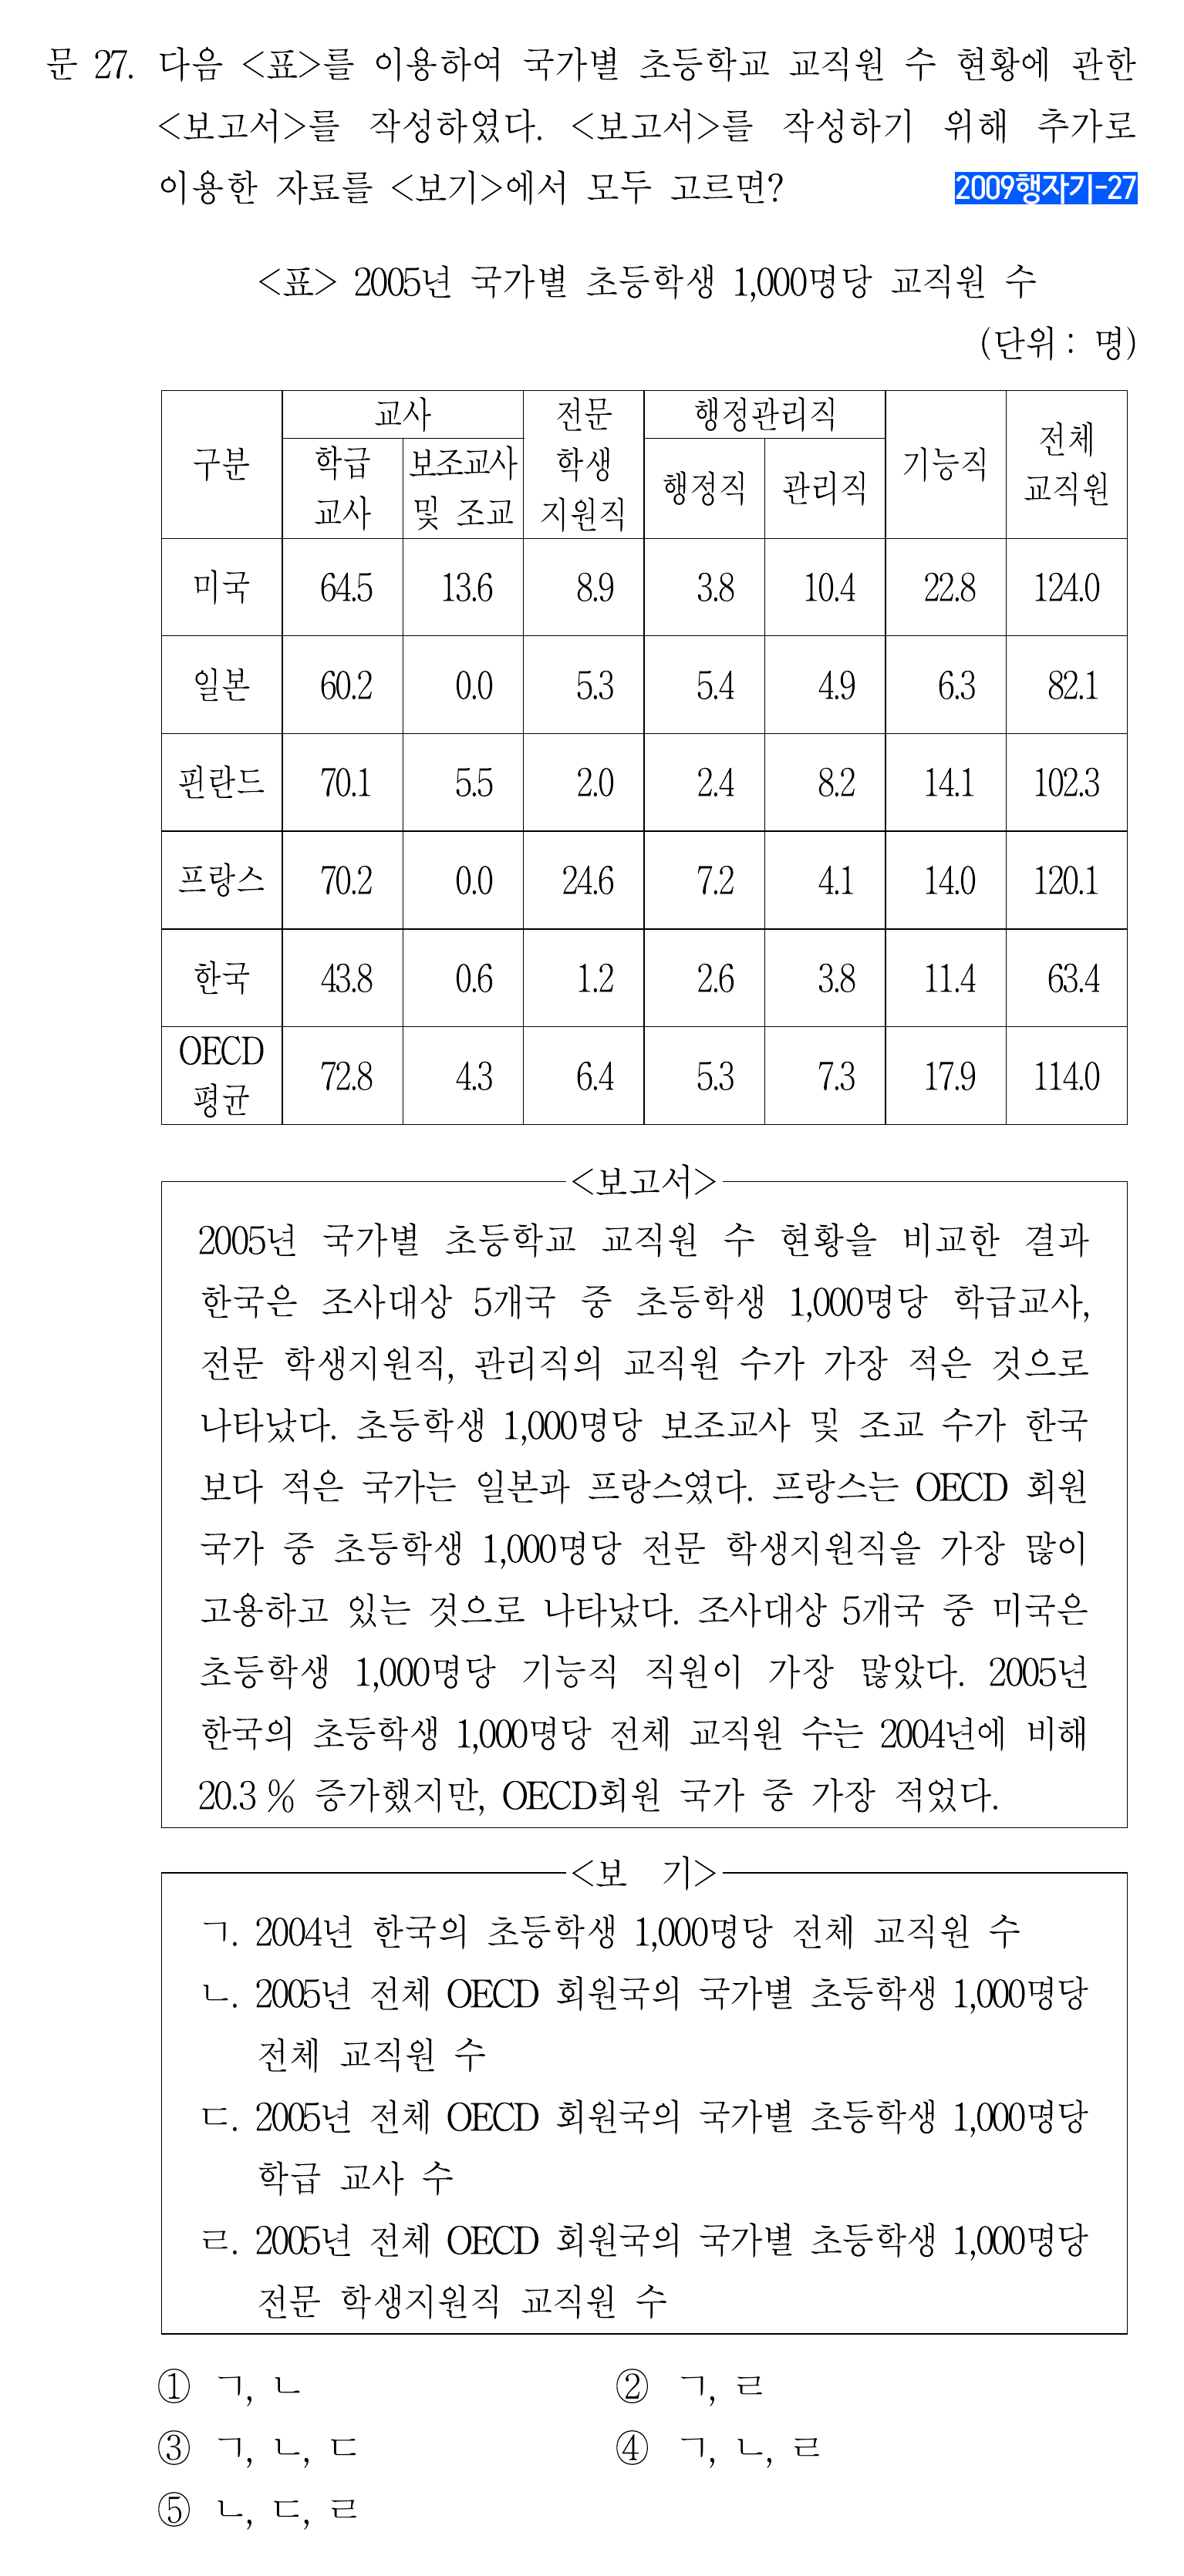 문 27. 다음 <표>를 이용하여 국가별 초등학교 교직원 수 현황에 관한
<보고서>를 작성하였다. <보고서>를 작성하기 위해 추가로
이용한 자료를 <보기>에서 모두 고르면? 2009행자기-27
<표> 2005년 국가별 초등학생 1,000명당 교직원 수
(단위 : 명)
구분 교사 전문 학생 지원직 행정관리직 기능직 전체 교직원
학급 교사 보조교사 및 조교 행정직 관리직
미국 64.5 13.6 8.9 3.8 10.4 22.8 124.0
일본 60.2 0.0 5.3 5.4 4.9 6.3 82.1
핀란드 70.1 5.5 2.0 2.4 8.2 14.1 102.3
프랑스 70.2 0.0 24.6 7.2 4.1 14.0 120.1
한국 43.8 0.6 1.2 2.6 3.8 11.4 63.4
OECD 평균 72.8 4.3 6.4 5.3 7.3 17.9 114.0
<보고서>
2005년 국가별 초등학교 교직원 수 현황을 비교한 결과
한국은 조사대상 5개국 중 초등학생 1,000명당 학급교사,
전문 학생지원직, 관리직의 교직원 수가 가장 적은 것으로
나타났다. 초등학생 1,000명당 보조교사 및 조교 수가 한국
보다 적은 국가는 일본과 프랑스였다. 프랑스는 OECD 회원
국가 중 초등학생 1,000명당 전문 학생지원직을 가장 많이
고용하고 있는 것으로 나타났다. 조사대상 5개국 중 미국은
초등학생 1,000명당 기능직 직원이 가장 많았다. 2005년
한국의 초등학생 1,000명당 전체 교직원 수는 2004년에 비해
20.3 % 증가했지만, OECD회원 국가 중 가장 적었다.
<보 기>
ㄱ. 2004년 한국의 초등학생 1,000명당 전체 교직원 수
ㄴ. 2005년 전체 OECD 회원국의 국가별 초등학생 1,000명당
전체 교직원 수
ㄷ. 2005년 전체 OECD 회원국의 국가별 초등학생 1,000명당
학급 교사 수
ㄹ. 2005년 전체 OECD 회원국의 국가별 초등학생 1,000명당
전문 학생지원직 교직원 수
① ㄱ, ㄴ ② ㄱ, ㄹ
③ ㄱ, ㄴ, ㄷ ④ ㄱ, ㄴ, ㄹ
⑤ ㄴ, ㄷ, ㄹ